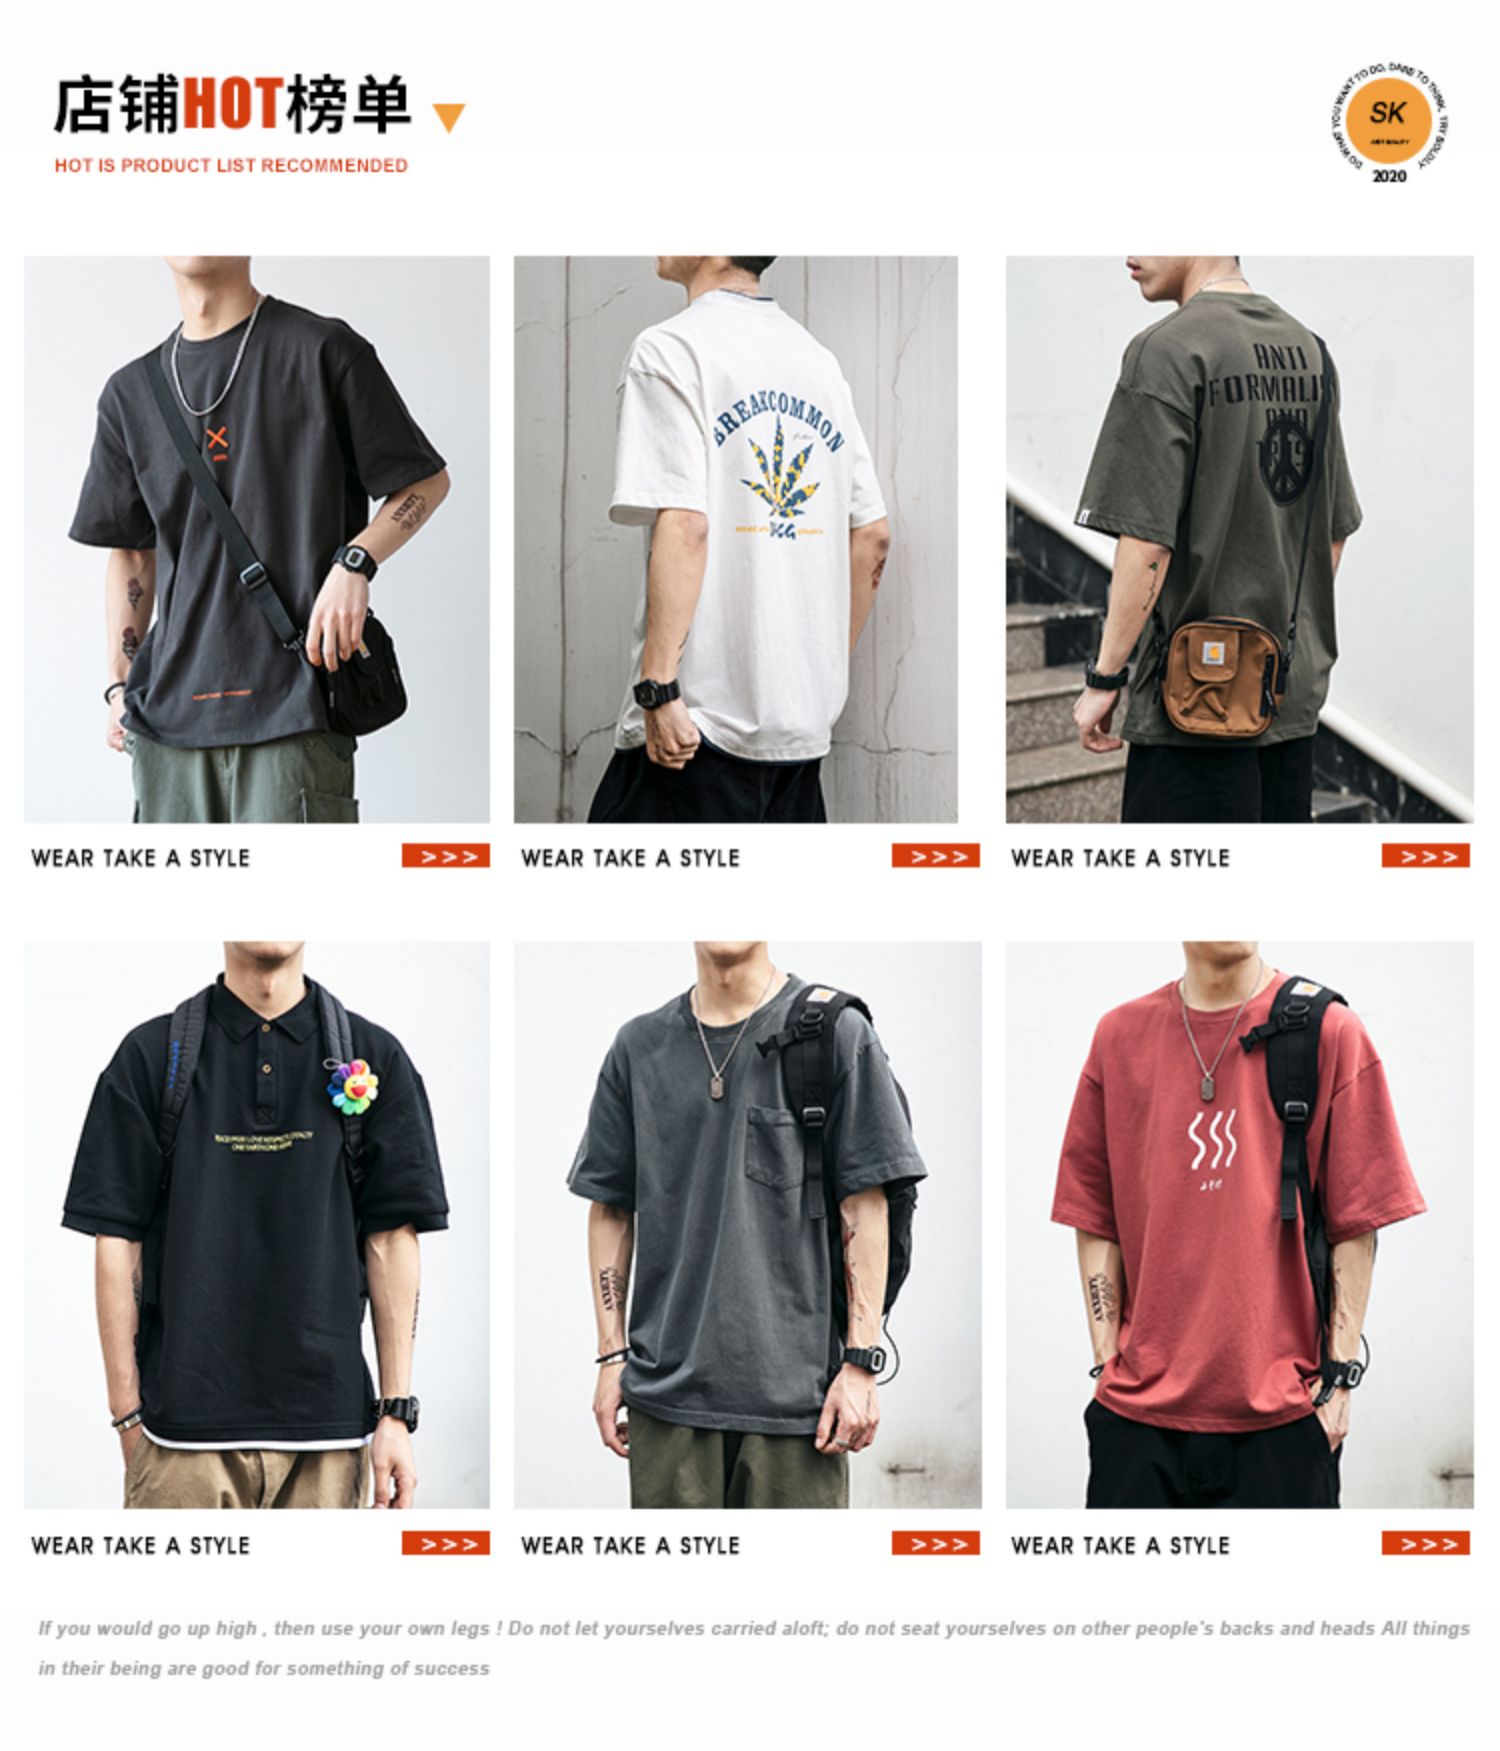 店铺HOT榜单
HOT IS PRODUCT LIST RECOMMENDED
DO WHAT YOU WANT TO DO, DARE TO THINK, TRY BOLDLY
SK
2020
BREAKCOMMON
ANTI
FORMALI
AND
WEAR TAKE A STYLE >>>
WEAR TAKE A STYLE >>>
WEAR TAKE A STYLE >>>
WEAR TAKE A STYLE >>>
WEAR TAKE A STYLE >>>
WEAR TAKE A STYLE >>>
If you would go up high , then use your own legs ! Do not let yourselves carried aloft; do not seat yourselves on other people's backs and heads All things
in their being are good for something of success